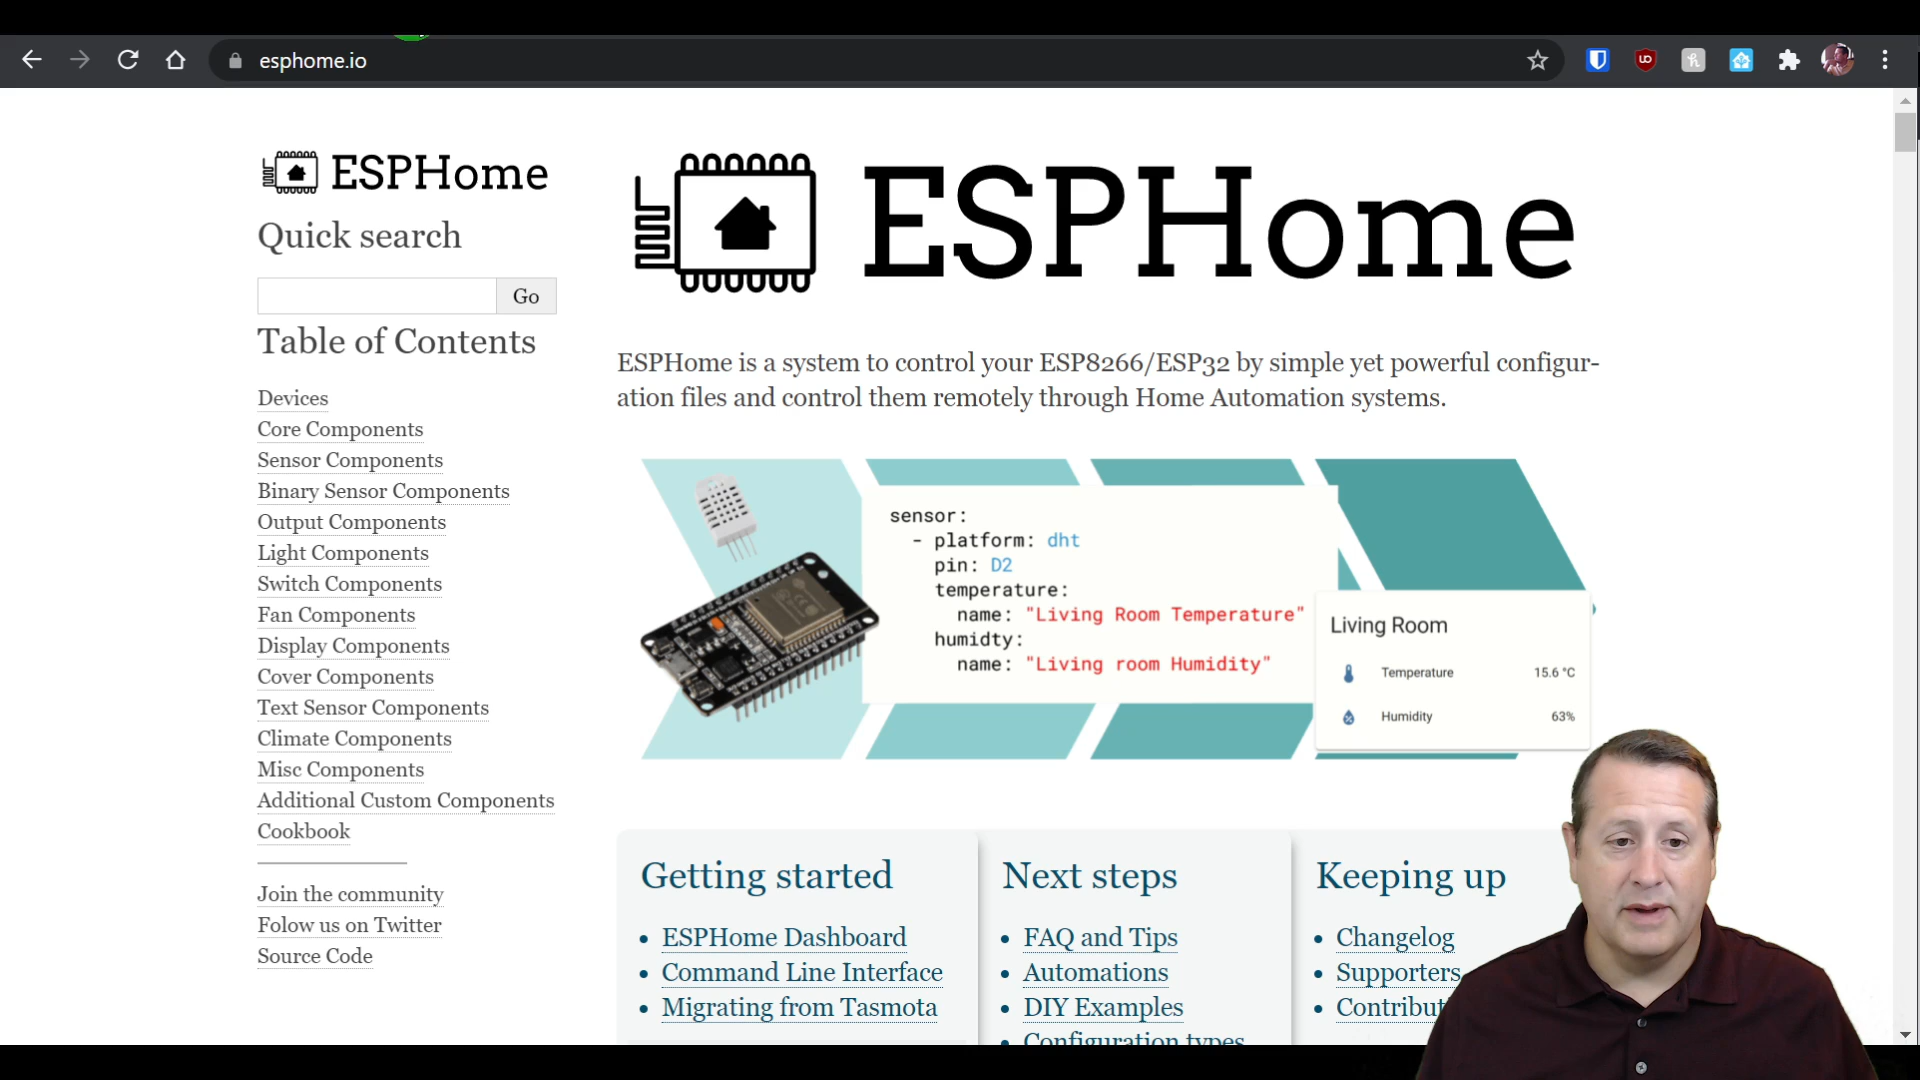 esphome.io
ESPHome
Quick search
Go
Table of Contents
Devices
Core Components
Sensor Components
Binary Sensor Components
Output Components
Light Components
Switch Components
Fan Components
Display Components
Cover Components
Text Sensor Components
Climate Components
Misc Components
Additional Custom Components
Cookbook
Join the community
Folow us on Twitter
Source Code
ESPHome
ESPHome is a system to control your ESP8266/ESP32 by simple yet powerful configur-
ation files and control them remotely through Home Automation systems.
sensor:
- platform: dht
pin: D2
temperature:
name: "Living Room Temperature"
humidty:
name: "Living room Humidity"
Living Room
Temperature 15.6 °C
Humidity 63%
Getting started
ESPHome Dashboard
Command Line Interface
Migrating from Tasmota
Next steps
FAQ and Tips
Automations
DIY Examples
Configuration types
Keeping up
Changelog
Supporters